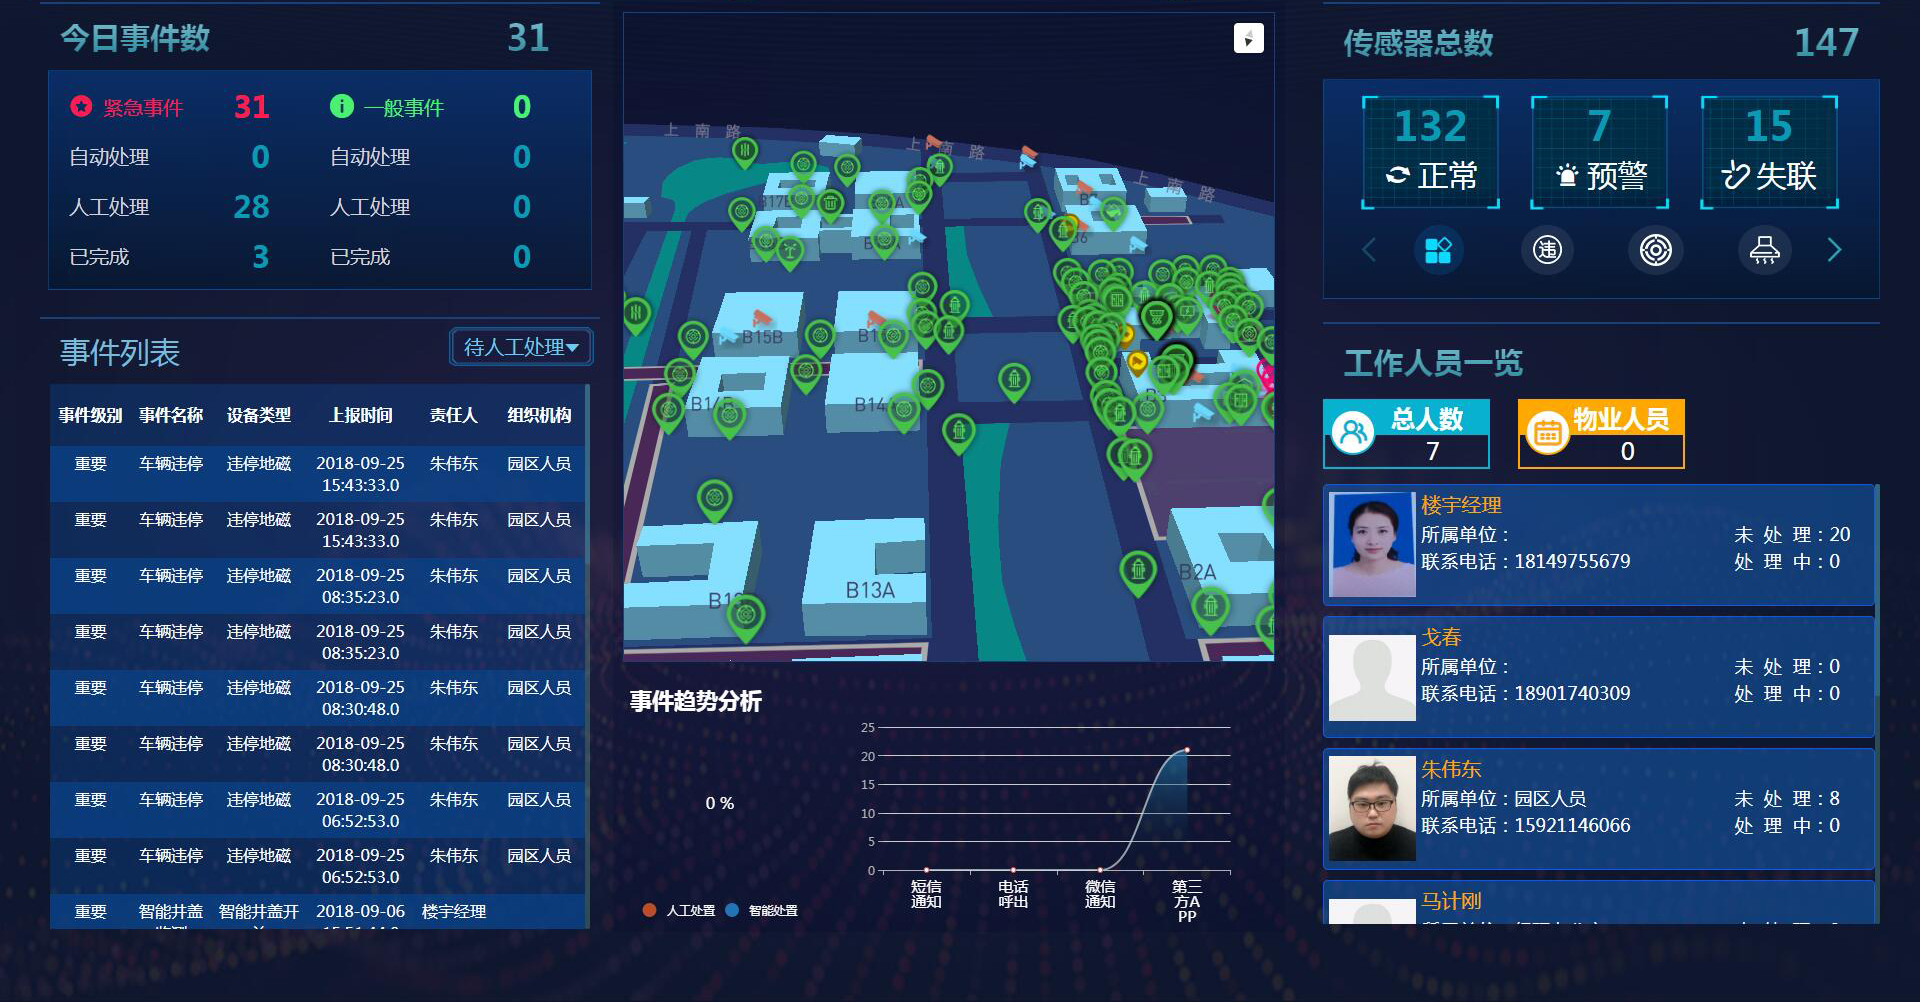 今日事件数 31
紧急事件 31 一般事件 0
自动处理 0 自动处理 0
人工处理 28 人工处理 0
已完成 3 已完成 0
事件列表 待人工处理
事件级别 事件名称 设备类型 上报时间 责任人 组织机构
重要 车辆违停 违停地磁 2018-09-25 朱伟东 园区人员
15:43:33.0
重要 车辆违停 违停地磁 2018-09-25 朱伟东 园区人员
15:43:33.0
重要 车辆违停 违停地磁 2018-09-25 朱伟东 园区人员
08:35:23.0
重要 车辆违停 违停地磁 2018-09-25 朱伟东 园区人员
08:35:23.0
重要 车辆违停 违停地磁 2018-09-25 朱伟东 园区人员
08:30:48.0
重要 车辆违停 违停地磁 2018-09-25 朱伟东 园区人员
08:30:48.0
重要 车辆违停 违停地磁 2018-09-25 朱伟东 园区人员
06:52:53.0
重要 车辆违停 违停地磁 2018-09-25 朱伟东 园区人员
06:52:53.0
重要 智能井盖 智能井盖开 2018-09-06 楼宇经理
上南路
上南路
上南路
B15B
B13A
B2A
事件趋势分析
0 %
人工处置 智能处置
25
20
15
10
5
0
短信
通知
电话
呼出
微信
通知
第三
方A
PP
传感器总数 147
132 7 15
正常 预警 失联
违
工作人员一览
总人数
7
物业人员
0
楼宇经理
所属单位： 未 处 理：20
联系电话：18149755679 处 理 中：0
戈春
所属单位： 未 处 理：0
联系电话：18901740309 处 理 中：0
朱伟东
所属单位：园区人员 未 处 理：8
联系电话：15921146066 处 理 中：0
马计刚